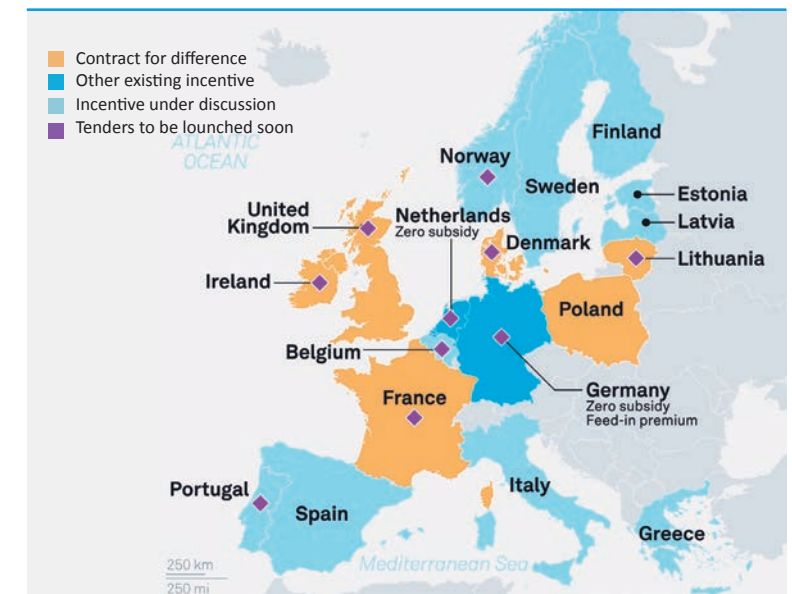 Contract for difference
Other existing incentive
Incentive under discussion
Tenders to be lounched soon
ATLANTIC
OCEAN
Norway
Finland
Sweden
Estonia
Latvia
Lithuania
United
Kingdom
Netherlands
Zero subsidy
Denmark
Ireland
Poland
Belgium
France
Germany
Zero subsidy
Feed-in premium
Portugal
Spain
Italy
Greece
Mediterranean Sea
250 km
250 mi